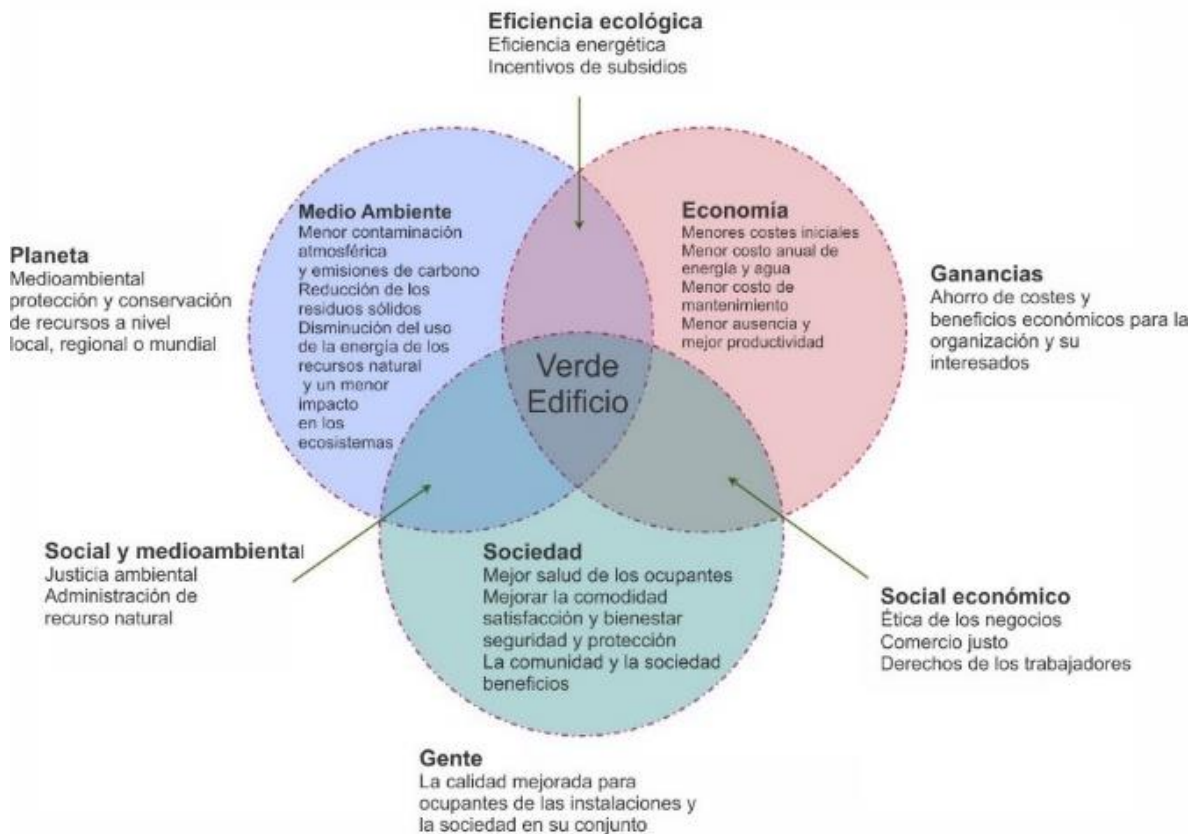 Eficiencia ecológica
Eficiencia energética
Incentivos de subsidios
Medio Ambiente
Menor contaminación
atmosférica
y emisiones de carbono
Reducción de los
residuos sólidos
Disminución del uso
de la energía de los
recursos natural
y un menor
impacto
en los
ecosistemas
Economía
Menores costes iniciales
Menor costo anual de
energía y agua
Menor costo de
mantenimiento
Menor ausencia y
mejor productividad
Planeta
Medioambiental
protección y conservación
de recursos a nivel
local, regional o mundial
Ganancias
Ahorro de costes y
beneficios económicos para la
organización y su
interesados
Verde
Edificio
Social y medioambiental
Justicia ambiental
Administración de
recurso natural
Sociedad
Mejor salud de los ocupantes
Mejorar la comodidad
satisfacción y bienestar
seguridad y protección
La comunidad y la sociedad
beneficios
Social económico
Ética de los negocios
Comercio justo
Derechos de los trabajadores
Gente
La calidad mejorada para
ocupantes de las instalaciones y
la sociedad en su conjunto